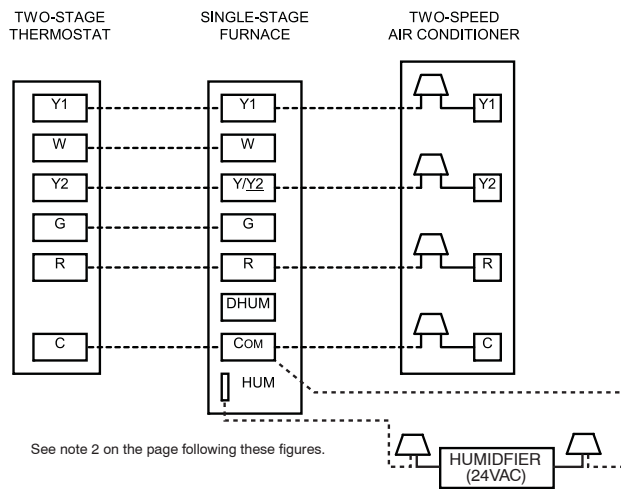 TWO-STAGE
THERMOSTAT
SINGLE-STAGE
FURNACE
TWO-SPEED
AIR CONDITIONER
Y1
Y1
Y1
W
W
Y2
Y/Y2
Y2
G
G
R
R
R
DHUM
C
COM
C
HUM
See note 2 on the page following these figures.
HUMIDFIER
(24VAC)